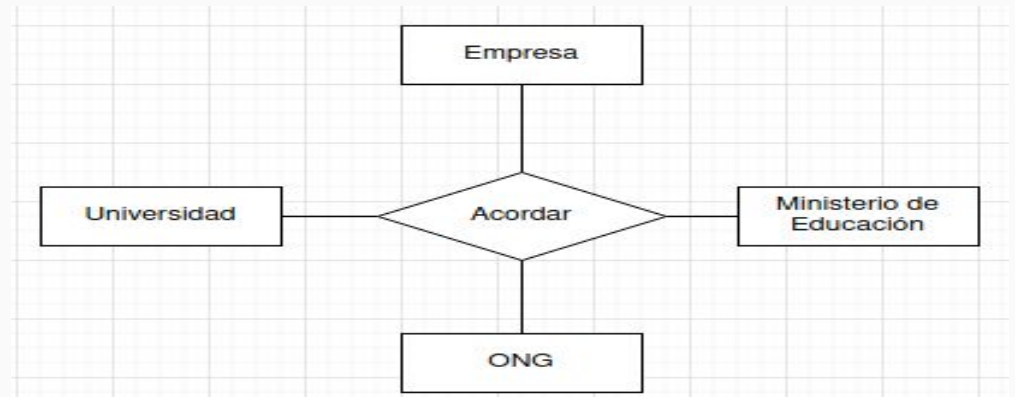 Empresa
Universidad
Acordar
Ministerio de
Educación
ONG